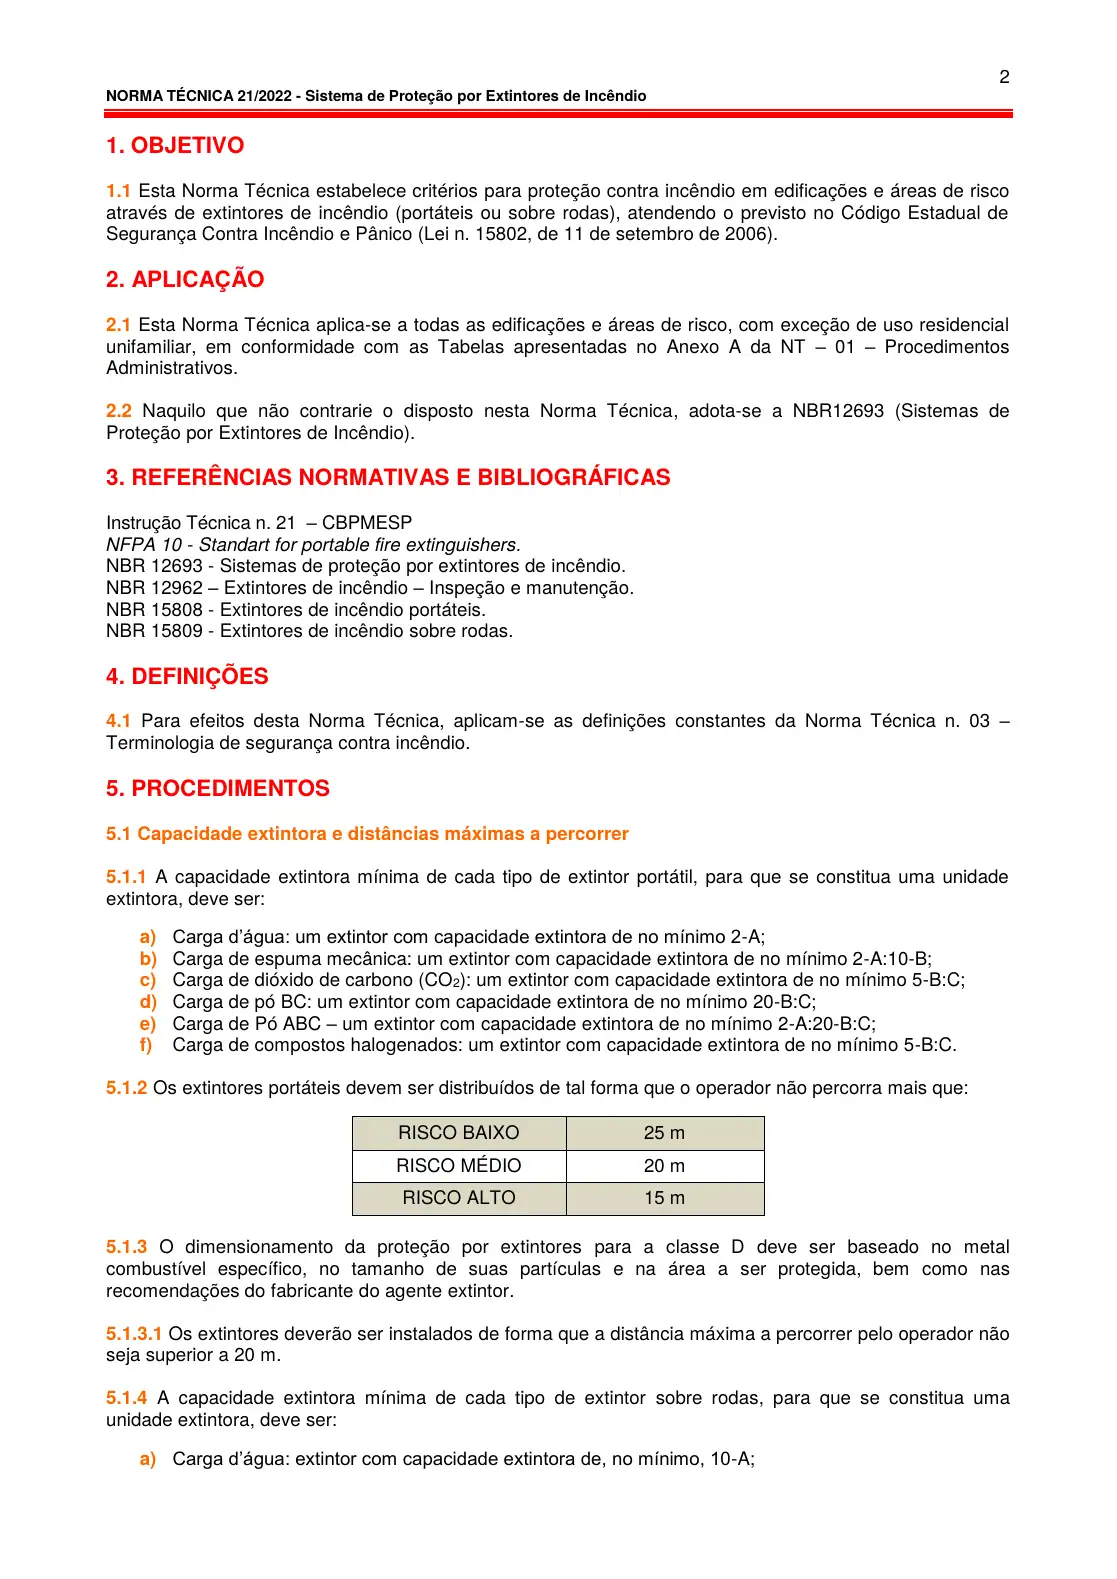 2
NORMA TÉCNICA 21/2022 - Sistema de Proteção por Extintores de Incêndio
1. OBJETIVO
1.1 Esta Norma Técnica estabelece critérios para proteção contra incêndio em edificações e áreas de risco
através de extintores de incêndio (portáteis ou sobre rodas), atendendo o previsto no Código Estadual de
Segurança Contra Incêndio e Pânico (Lei n. 15802, de 11 de setembro de 2006).
2. APLICAÇÃO
2.1 Esta Norma Técnica aplica-se a todas as edificações e áreas de risco, com exceção de uso residencial
unifamiliar, em conformidade com as Tabelas apresentadas no Anexo A da NT – 01 – Procedimentos
Administrativos.
2.2 Naquilo que não contrarie o disposto nesta Norma Técnica, adota-se a NBR12693 (Sistemas de
Proteção por Extintores de Incêndio).
3. REFERÊNCIAS NORMATIVAS E BIBLIOGRÁFICAS
Instrução Técnica n. 21 – CBPMESP
NFPA 10 - Standart for portable fire extinguishers.
NBR 12693 - Sistemas de proteção por extintores de incêndio.
NBR 12962 – Extintores de incêndio – Inspeção e manutenção.
NBR 15808 - Extintores de incêndio portáteis.
NBR 15809 - Extintores de incêndio sobre rodas.
4. DEFINIÇÕES
4.1 Para efeitos desta Norma Técnica, aplicam-se as definições constantes da Norma Técnica n. 03 –
Terminologia de segurança contra incêndio.
5. PROCEDIMENTOS
5.1 Capacidade extintora e distâncias máximas a percorrer
5.1.1 A capacidade extintora mínima de cada tipo de extintor portátil, para que se constitua uma unidade
extintora, deve ser:
a) Carga d’água: um extintor com capacidade extintora de no mínimo 2-A;
b) Carga de espuma mecânica: um extintor com capacidade extintora de no mínimo 2-A:10-B;
c) Carga de dióxido de carbono (CO₂): um extintor com capacidade extintora de no mínimo 5-B:C;
d) Carga de pó BC: um extintor com capacidade extintora de no mínimo 20-B:C;
e) Carga de Pó ABC – um extintor com capacidade extintora de no mínimo 2-A:20-B:C;
f) Carga de compostos halogenados: um extintor com capacidade extintora de no mínimo 5-B:C.
5.1.2 Os extintores portáteis devem ser distribuídos de tal forma que o operador não percorra mais que:
RISCO BAIXO 25 m
RISCO MÉDIO 20 m
RISCO ALTO 15 m
5.1.3 O dimensionamento da proteção por extintores para a classe D deve ser baseado no metal
combustível específico, no tamanho de suas partículas e na área a ser protegida, bem como nas
recomendações do fabricante do agente extintor.
5.1.3.1 Os extintores deverão ser instalados de forma que a distância máxima a percorrer pelo operador não
seja superior a 20 m.
5.1.4 A capacidade extintora mínima de cada tipo de extintor sobre rodas, para que se constitua uma
unidade extintora, deve ser:
a) Carga d’água: extintor com capacidade extintora de, no mínimo, 10-A;